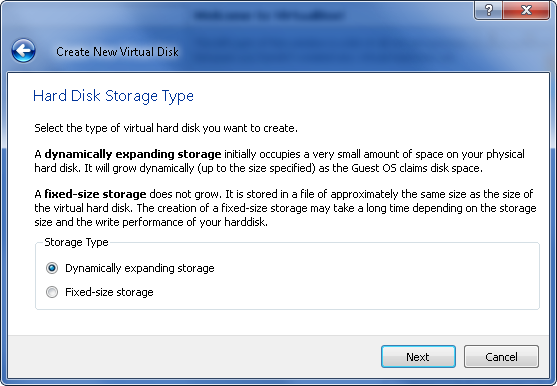 Create New Virtual Disk
Hard Disk Storage Type
Select the type of virtual hard disk you want to create.
A dynamically expanding storage initially occupies a very small amount of space on your physical
hard disk. It will grow dynamically (up to the size specified) as the Guest OS claims disk space.
A fixed-size storage does not grow. It is stored in a file of approximately the same size as the size of
the virtual hard disk. The creation of a fixed-size storage may take a long time depending on the storage
size and the write performance of your harddisk.
Storage Type
Dynamically expanding storage
Fixed-size storage
Next
Cancel